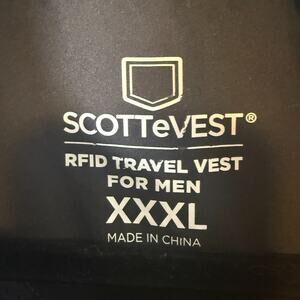 SCOTTeVEST®
RFID TRAVEL VEST
FOR MEN
XXXL
MADE IN CHINA